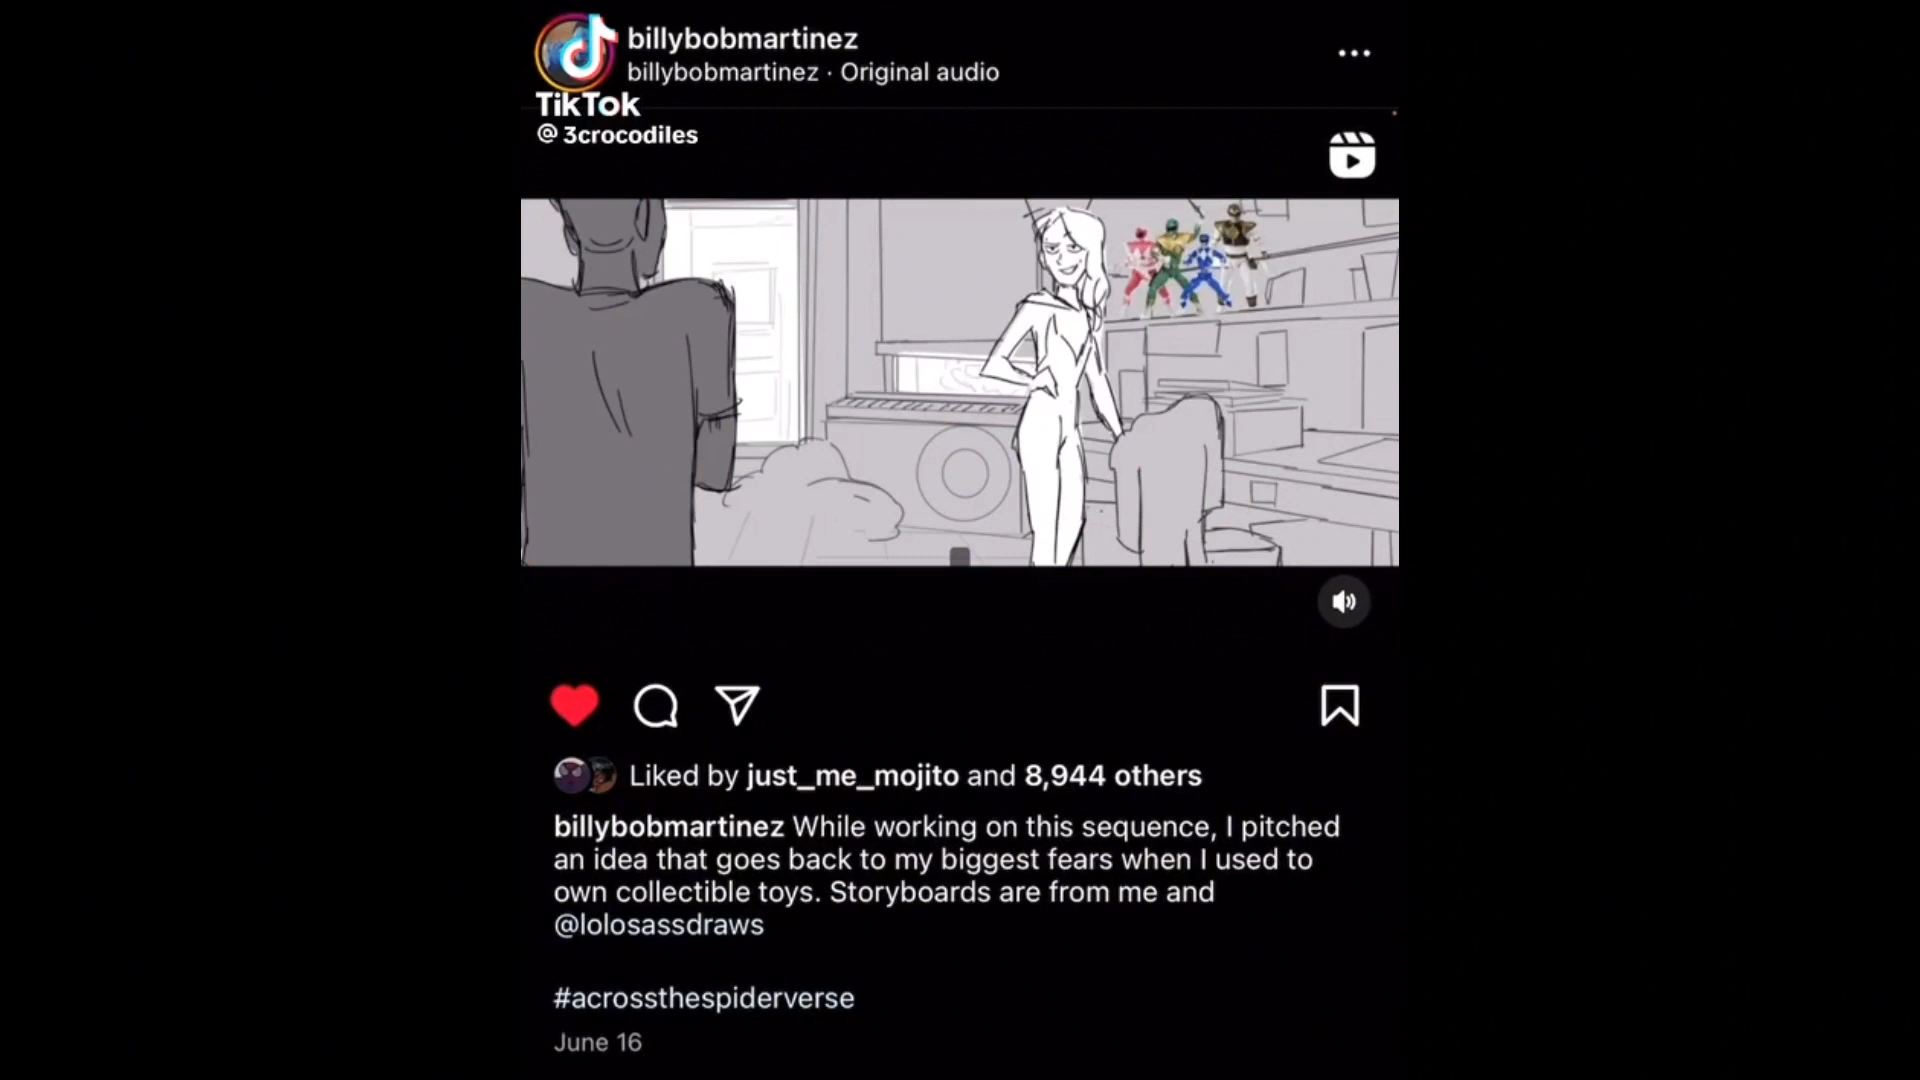 billybobmartinez
billybobmartinez · Original audio
TikTok
@ 3crocodiles
Liked by just_me_mojito and 8,944 others
billybobmartinez While working on this sequence, I pitched
an idea that goes back to my biggest fears when I used to
own collectible toys. Storyboards are from me and
@lolosassdraws
#acrossthespiderverse
June 16